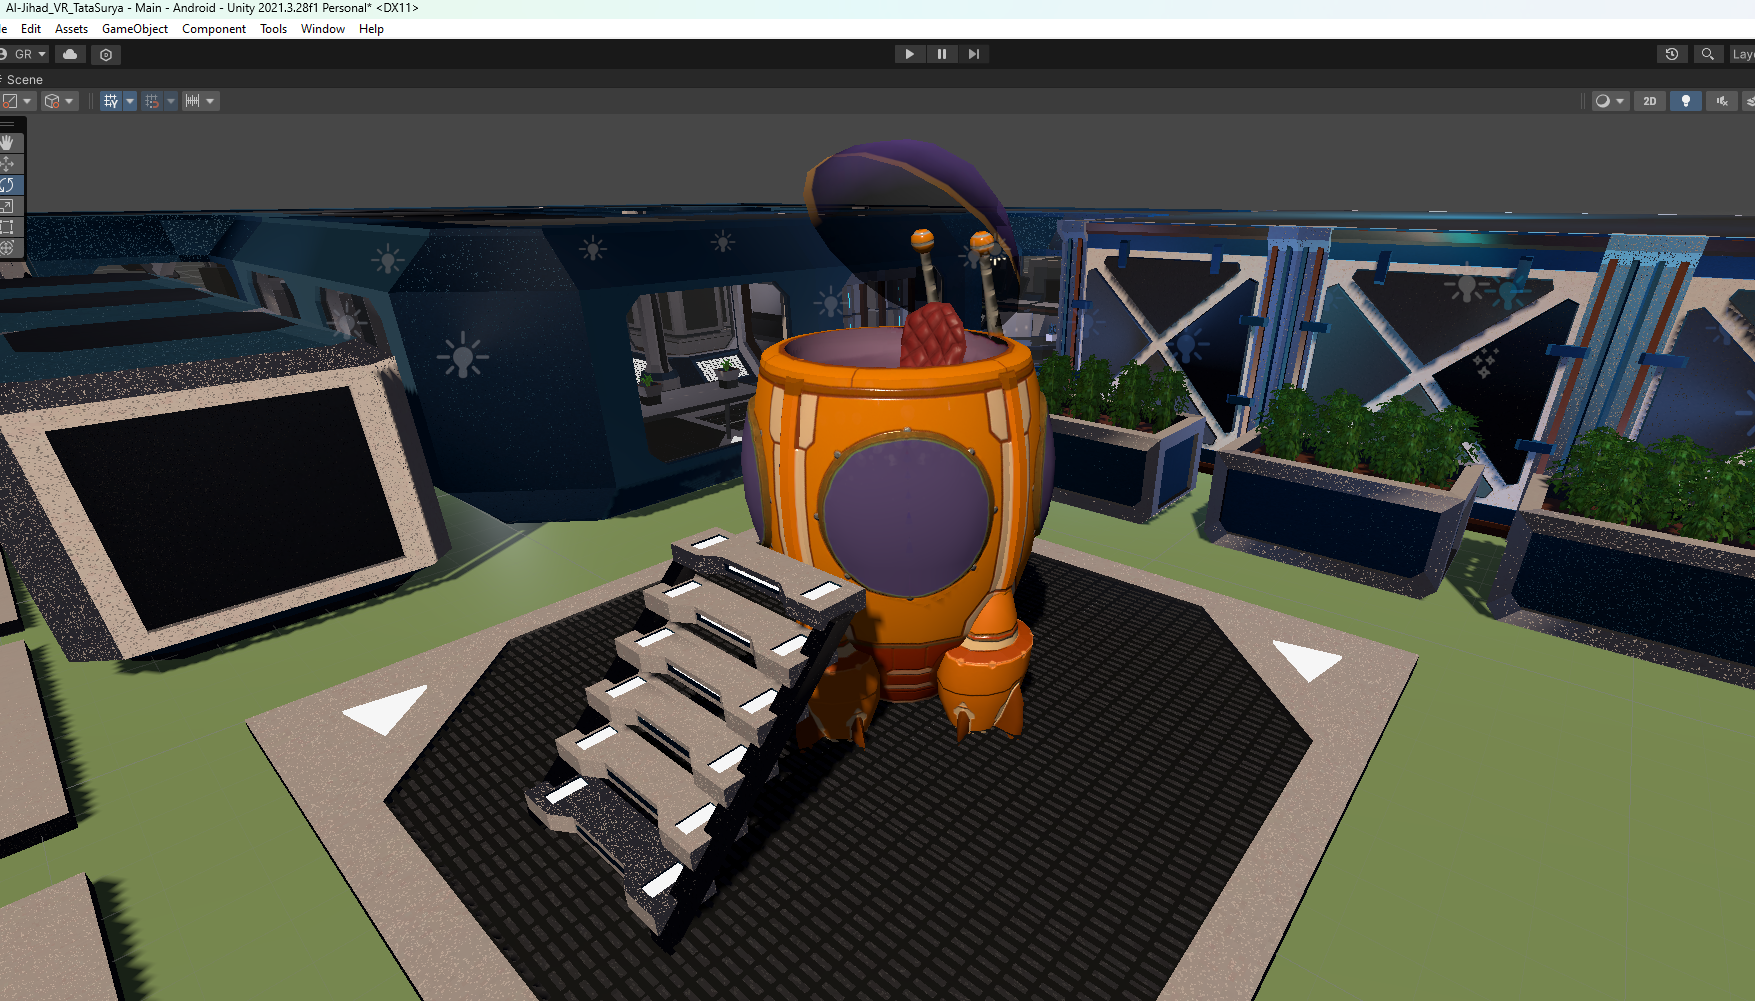 Al-Jihad_VR_TataSurya - Main - Android - Unity 2021.3.28f1 Personal* <DX11>
Edit Assets GameObject Component Tools Window Help
GR
Scene
2D